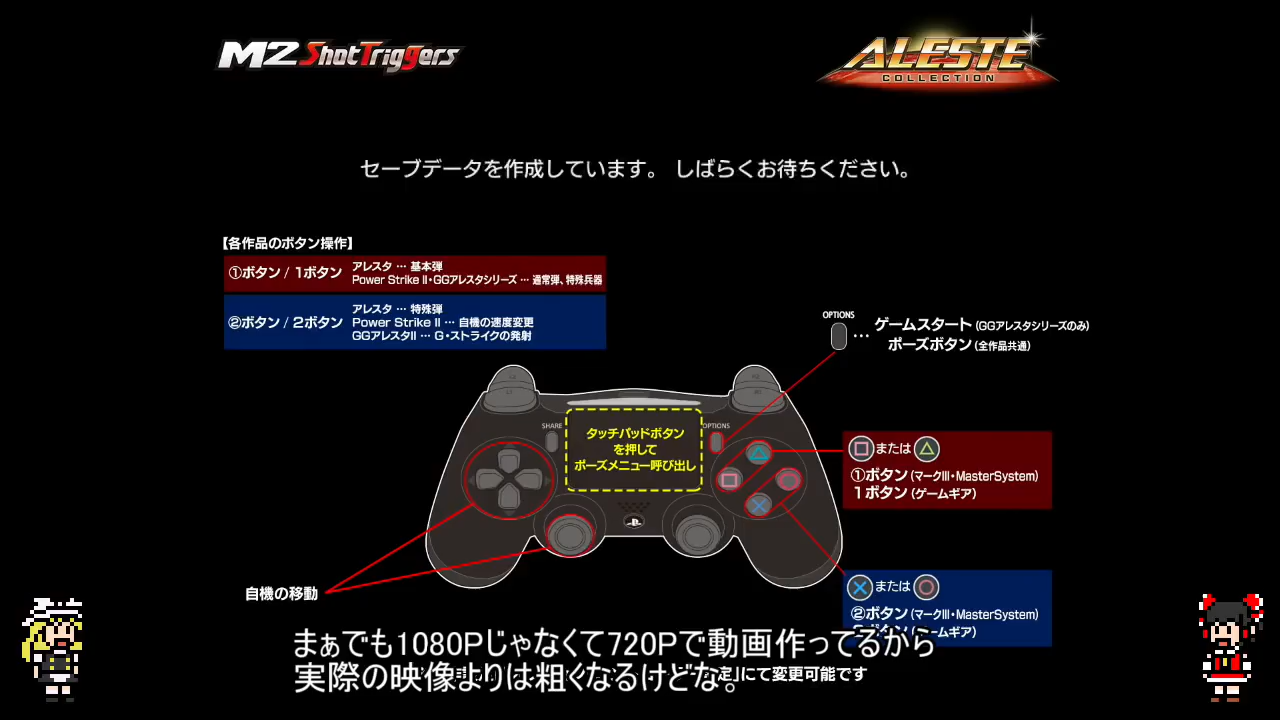 M2 ShotTriggers
ALESTE
COLLECTION
セーブデータを作成しています。 しばらくお待ちください。
【各作品のボタン操作】
①ボタン / 1ボタン
アレスタ … 基本弾
Power Strike II・GGアレスタシリーズ … 通常弾、特殊兵器
②ボタン / 2ボタン
アレスタ … 特殊弾
Power Strike II … 自機の速度変更
GGアレスタII … G・ストライクの発射
OPTIONS
… ゲームスタート (GGアレスタシリーズのみ)
ポーズボタン (全作品共通)
SHARE
OPTIONS
タッチパッドボタン
を押して
ポーズメニュー呼び出し
□または△
①ボタン (マークIII・MasterSystem)
1ボタン (ゲームギア)
自機の移動
×または○
②ボタン (マークIII・MasterSystem)
ームギア)
まぁでも1080Pじゃなくて720Pで動画作ってるから
実際の映像よりは粗くなるけどな。
定」にて変更可能です